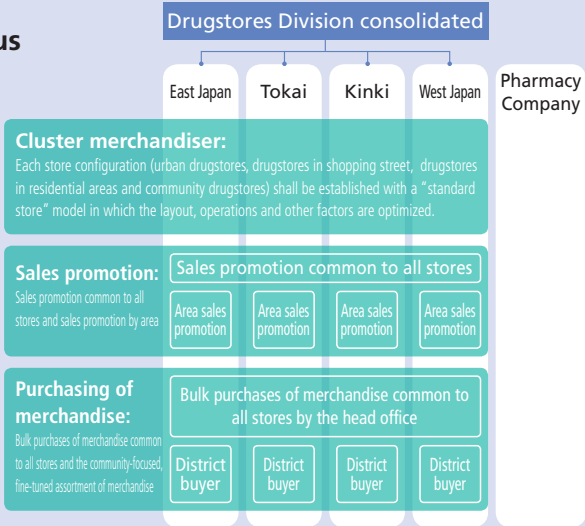 us
Drugstores Division consolidated
East Japan
Tokai
Kinki
West Japan
Pharmacy
Company
Cluster merchandiser:
Each store configuration (urban drugstores, drugstores in shopping street, drugstores
in residential areas and community drugstores) shall be established with a "standard
store" model in which the layout, operations and other factors are optimized.
Sales promotion:
Sales promotion common to all
stores and sales promotion by area
Sales promotion common to all stores
Area sales
promotion
Area sales
promotion
Area sales
promotion
Area sales
promotion
Purchasing of
merchandise:
Bulk purchases of merchandise common
to all stores and the community-focused,
fine-tuned assortment of merchandise
Bulk purchases of merchandise common to
all stores by the head office
District
buyer
District
buyer
District
buyer
District
buyer